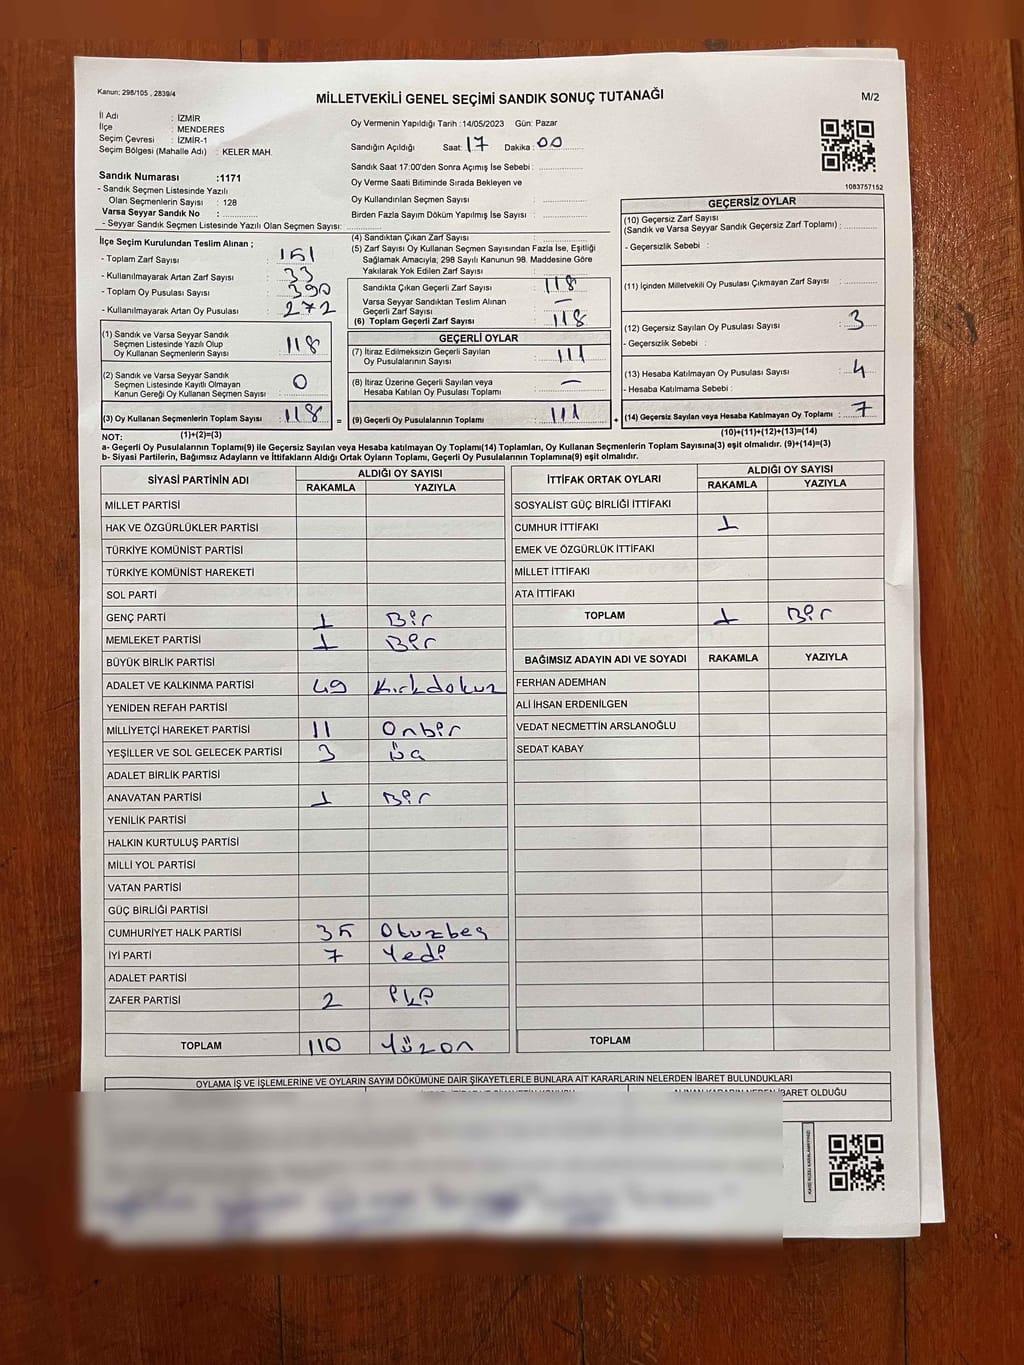 Kanun; 298/105 , 2839/4
MİLLETVEKİLİ GENEL SEÇİMİ SANDIK SONUÇ TUTANAĞI
M/2
İl Adı : İZMİR
İlçe : MENDERES
Seçim Çevresi : İZMİR-1
Seçim Bölgesi (Mahalle Adı) : KELER MAH.
Oy Vermenin Yapıldığı Tarih :14/05/2023 Gün: Pazar
Sandığın Açıldığı Saat: 17 Dakika: 00
Sandık Saat 17:00'den Sonra Açımış İse Sebebi :
Oy Verme Saati Bitiminde Sırada Bekleyen ve
Oy Kullandırılan Seçmen Sayısı :
Birden Fazla Sayım Döküm Yapılmış İse Sayısı :
1083757152
Sandık Numarası :1171
- Sandık Seçmen Listesinde Yazılı
Olan Seçmenlerin Sayısı : 128
Varsa Seyyar Sandık No :
- Seyyar Sandık Seçmen Listesinde Yazılı Olan Seçmen Sayısı:
İlçe Seçim Kurulundan Teslim Alınan ;
- Toplam Zarf Sayısı : 151
- Kullanılmayarak Artan Zarf Sayısı : 33
- Toplam Oy Pusulası Sayısı : 390
- Kullanılmayarak Artan Oy Pusulası : 272
(1) Sandık ve Varsa Seyyar Sandık
Seçmen Listesinde Yazılı Olup : 118
Oy Kullanan Seçmenlerin Sayısı
(2) Sandık ve Varsa Seyyar Sandık
Seçmen Listesinde Kayıtlı Olmayan : 0
Kanun Gereği Oy Kullanan Seçmen Sayısı
(3) Oy Kullanan Seçmenlerin Toplam Sayısı : 118 =
(1)+(2)=(3)
(4) Sandıktan Çıkan Zarf Sayısı :
(5) Zarf Sayısı Oy Kullanan Seçmen Sayısından Fazla İse, Eşitliği
Sağlamak Amacıyla; 298 Sayılı Kanunun 98. Maddesine Göre
Yakılarak Yok Edilen Zarf Sayısı :
Sandıkta Çıkan Geçerli Zarf Sayısı : 118
Varsa Seyyar Sandıktan Teslim Alınan
Geçerli Zarf Sayısı : —
(6) Toplam Geçerli Zarf Sayısı : 118
GEÇERLİ OYLAR
(7) İtiraz Edilmeksizin Geçerli Sayılan
Oy Pusulalarının Sayısı : 111
(8) İtiraz Üzerine Geçerli Sayılan veya
Hesaba Katılan Oy Pusulası Toplamı : —
(9) Geçerli Oy Pusulalarının Toplamı : 111 +
GEÇERSİZ OYLAR
(10) Geçersiz Zarf Sayısı
(Sandık ve Varsa Seyyar Sandık Geçersiz Zarf Toplamı) :
- Geçersizlik Sebebi :
(11) İçinden Milletvekili Oy Pusulası Çıkmayan Zarf Sayısı :
(12) Geçersiz Sayılan Oy Pusulası Sayısı : 3
- Geçersizlik Sebebi :
(13) Hesaba Katılmayan Oy Pusulası Sayısı : 4
- Hesaba Katılmama Sebebi :
(14) Geçersiz Sayılan veya Hesaba Katılmayan Oy Toplamı : 7
(10)+(11)+(12)+(13)=(14)
NOT:
a- Geçerli Oy Pusulalarının Toplamı(9) ile Geçersiz Sayılan veya Hesaba katılmayan Oy Toplamı(14) Toplamları, Oy Kullanan Seçmenlerin Toplam Sayısına(3) eşit olmalıdır. (9)+(14)=(3)
b- Siyasi Partilerin, Bağımsız Adayların ve İttifakların Aldığı Ortak Oyların Toplamı, Geçerli Oy Pusulalarının Toplamına(9) eşit olmalıdır.
SİYASİ PARTİNİN ADI ALDIĞI OY SAYISI
RAKAMLA YAZIYLA
MİLLET PARTİSİ
HAK VE ÖZGÜRLÜKLER PARTİSİ
TÜRKİYE KOMÜNİST PARTİSİ
TÜRKİYE KOMÜNİST HAREKETİ
SOL PARTİ
GENÇ PARTİ 1 Bir
MEMLEKET PARTİSİ 1 Bir
BÜYÜK BİRLİK PARTİSİ
ADALET VE KALKINMA PARTİSİ 49 Kırkdokuz
YENİDEN REFAH PARTİSİ
MİLLİYETÇİ HAREKET PARTİSİ 11 Onbir
YEŞİLLER VE SOL GELECEK PARTİSİ 3 Üç
ADALET BİRLİK PARTİSİ
ANAVATAN PARTİSİ 1 Bir
YENİLİK PARTİSİ
HALKIN KURTULUŞ PARTİSİ
MİLLİ YOL PARTİSİ
VATAN PARTİSİ
GÜÇ BİRLİĞİ PARTİSİ
CUMHURİYET HALK PARTİSİ 35 Otuzbeş
İYİ PARTİ 7 Yedi
ADALET PARTİSİ
ZAFER PARTİSİ 2 İki
TOPLAM 110 Yüzon
İTTİFAK ORTAK OYLARI ALDIĞI OY SAYISI
RAKAMLA YAZIYLA
SOSYALİST GÜÇ BİRLİĞİ İTTİFAKI
CUMHUR İTTİFAKI 1
EMEK VE ÖZGÜRLÜK İTTİFAKI
MİLLET İTTİFAKI
ATA İTTİFAKI
TOPLAM 1 Bir
BAĞIMSIZ ADAYIN ADI VE SOYADI RAKAMLA YAZIYLA
FERHAN ADEMHAN
ALİ İHSAN ERDENİLGEN
VEDAT NECMETTİN ARSLANOĞLU
SEDAT KABAY
TOPLAM
OYLAMA İŞ VE İŞLEMLERİNE VE OYLARIN SAYIM DÖKÜMÜNE DAİR ŞİKAYETLERLE BUNLARA AİT KARARLARIN NELERDEN İBARET BULUNDUKLARI
İBARET OLDUĞU